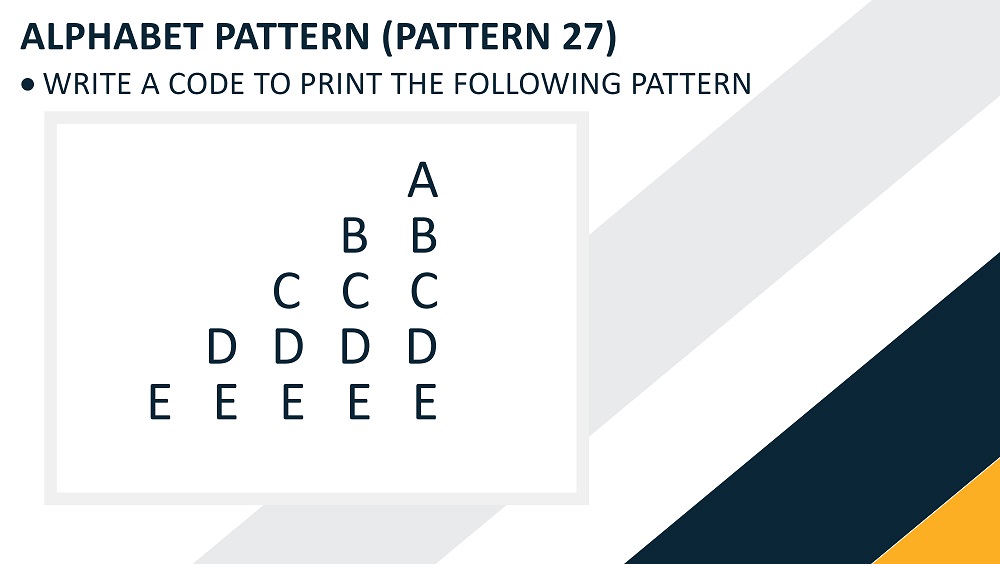 ALPHABET PATTERN (PATTERN 27)
• WRITE A CODE TO PRINT THE FOLLOWING PATTERN
A
B B
C C C
D D D D
E E E E E